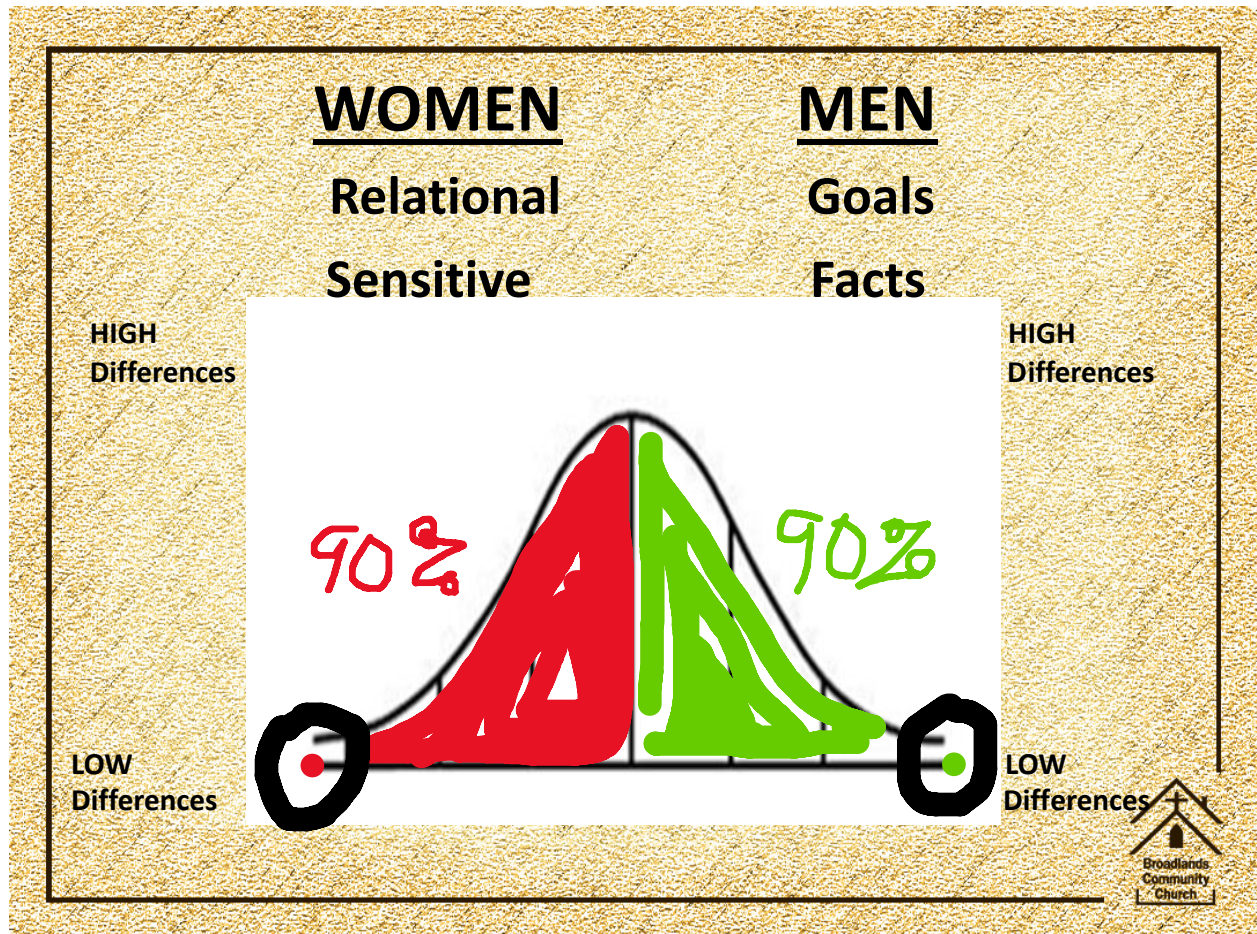 WOMEN MEN
Relational Goals
Sensitive Facts
HIGH
Differences
HIGH
Differences
90% 90%
LOW
Differences
LOW
Differences
Broadlands
Community
Church